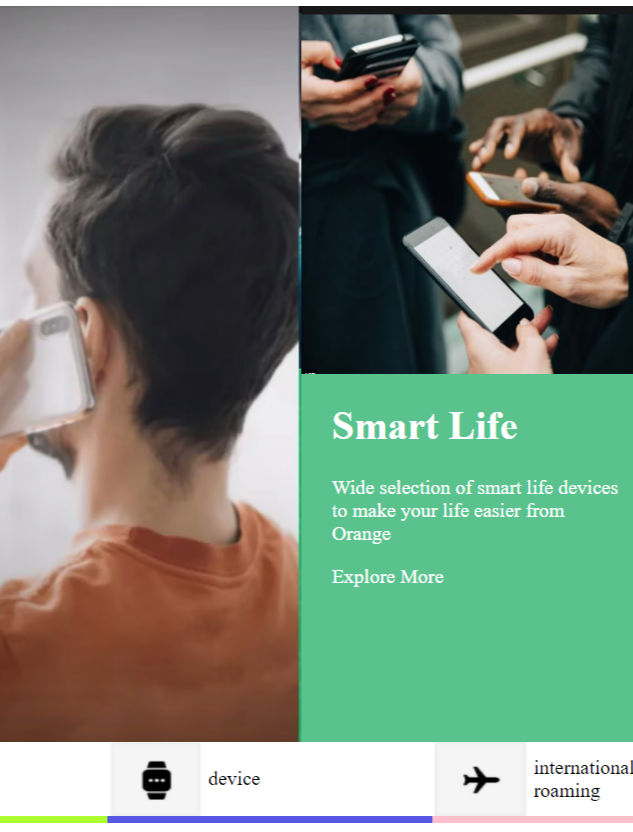 Smart Life
Wide selection of smart life devices
to make your life easier from
Orange
Explore More
device
international
roaming